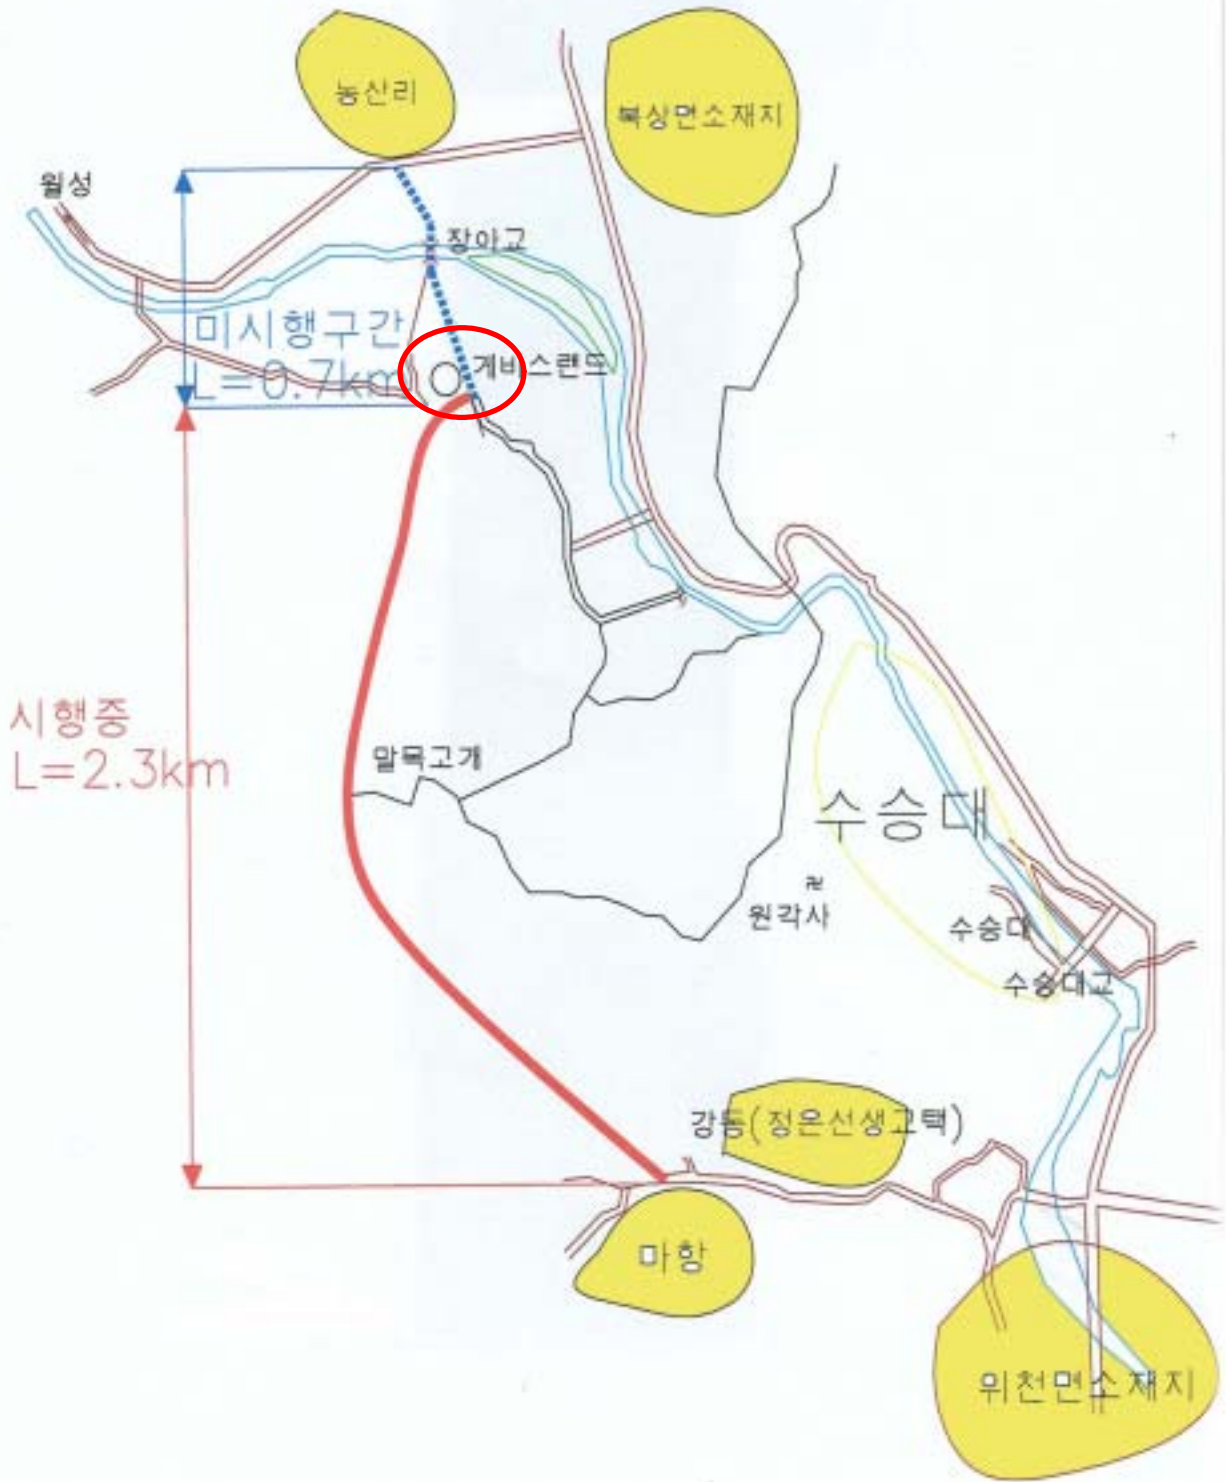 농산리
북상면소재지
월성
장아교
미시행구간
L=0.7km
게비스랜드
시행중
L=2.3km
말목고개
수승대
卍
원각사
수승대
수승대교
강동(정온선생고택)
마항
위천면소재지